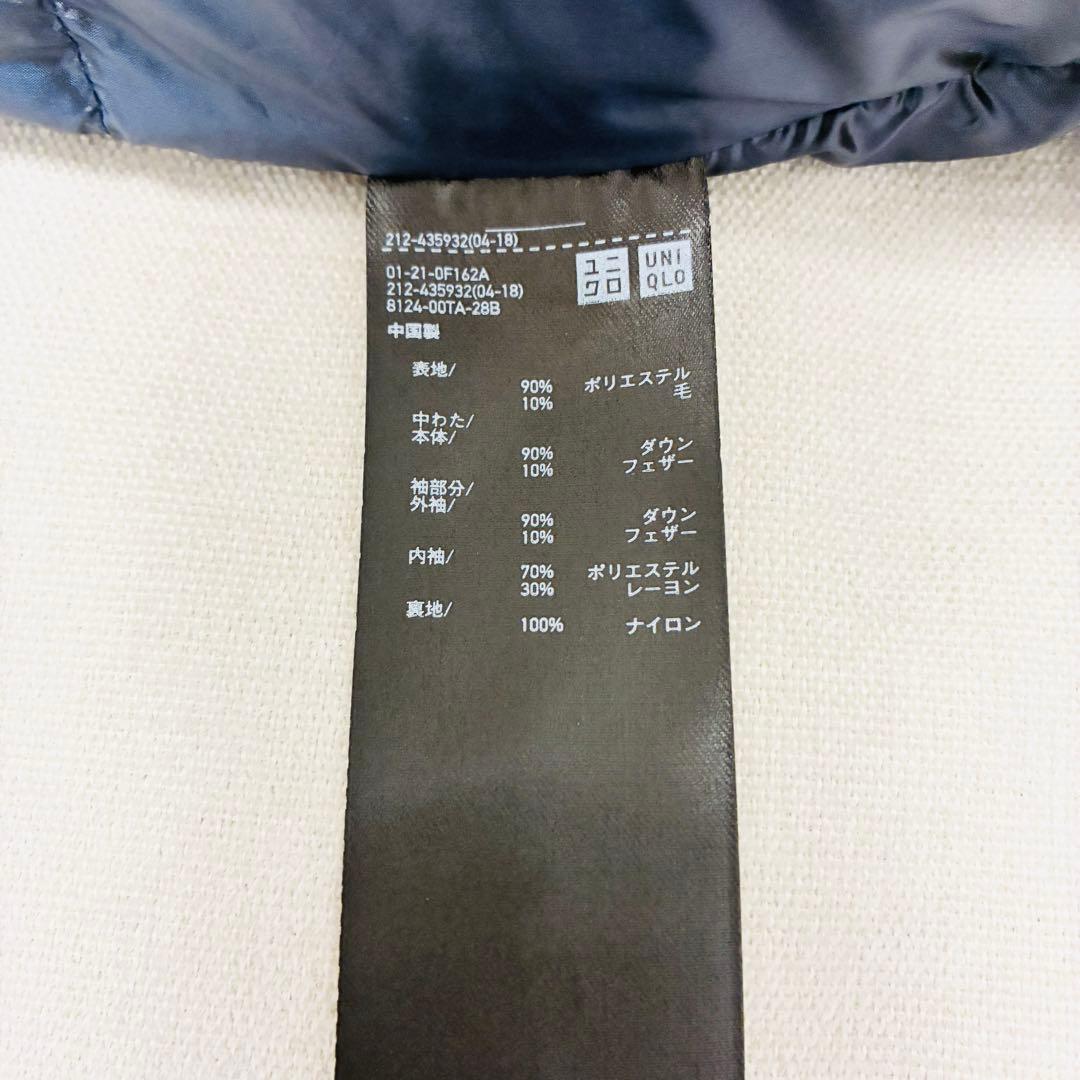 212-435932(04-18)
ユニ
クロ
UNI
QLO
01-21-0F162A
212-435932(04-18)
8124-00TA-28B
中国製
表地/
90% ポリエステル
10% 毛
中わた/
本体/
90% ダウン
10% フェザー
袖部分/
外袖/
90% ダウン
10% フェザー
内袖/
70% ポリエステル
30% レーヨン
裏地/
100% ナイロン